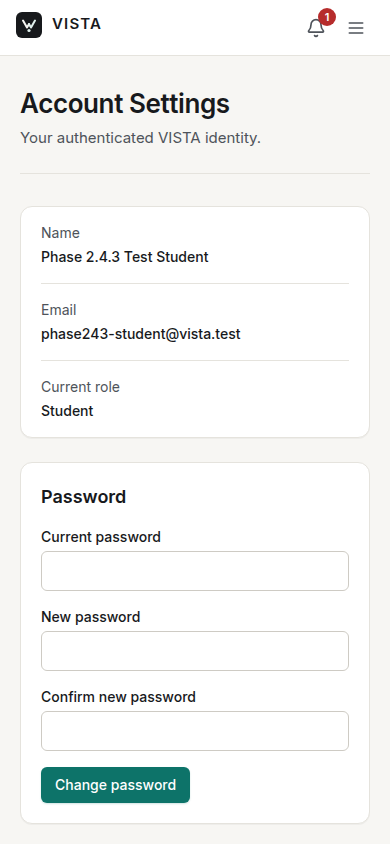 VISTA
1
Account Settings
Your authenticated VISTA identity.
Name
Phase 2.4.3 Test Student
Email
phase243-student@vista.test
Current role
Student
Password
Current password
New password
Confirm new password
Change password